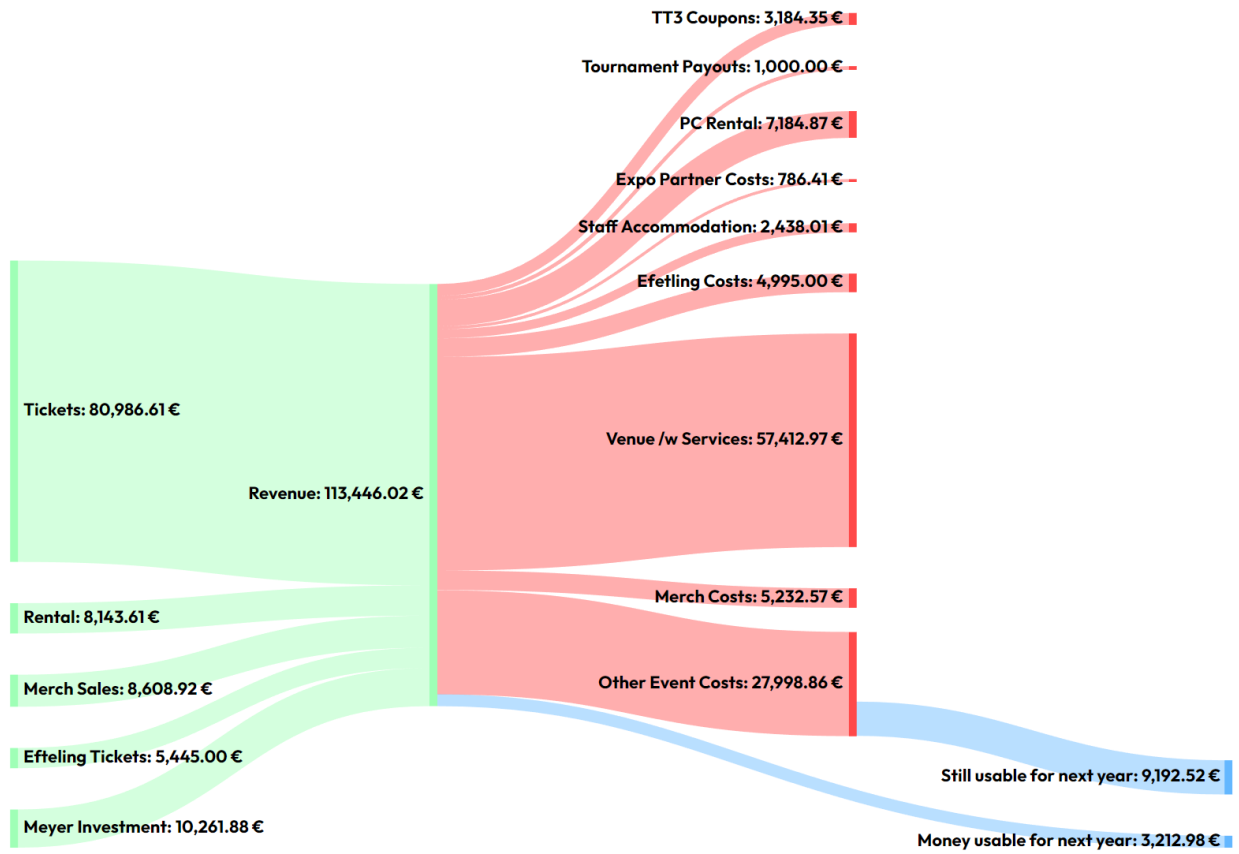 TT3 Coupons: 3,184.35 €
Tournament Payouts: 1,000.00 €
PC Rental: 7,184.87 €
Expo Partner Costs: 786.41 €
Staff Accommodation: 2,438.01 €
Efetling Costs: 4,995.00 €
Tickets: 80,986.61 €
Venue /w Services: 57,412.97 €
Revenue: 113,446.02 €
Merch Costs: 5,232.57 €
Rental: 8,143.61 €
Other Event Costs: 27,998.86 €
Merch Sales: 8,608.92 €
Efteling Tickets: 5,445.00 €
Still usable for next year: 9,192.52 €
Meyer Investment: 10,261.88 €
Money usable for next year: 3,212.98 €